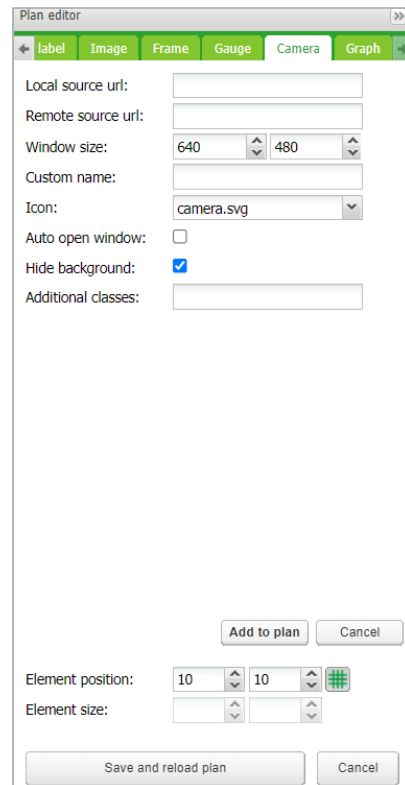 Plan editor
label Image Frame Gauge Camera Graph
Local source url:
Remote source url:
Window size: 640 480
Custom name:
Icon: camera.svg
Auto open window:
Hide background:
Additional classes:
Add to plan Cancel
Element position: 10 10
Element size:
Save and reload plan Cancel